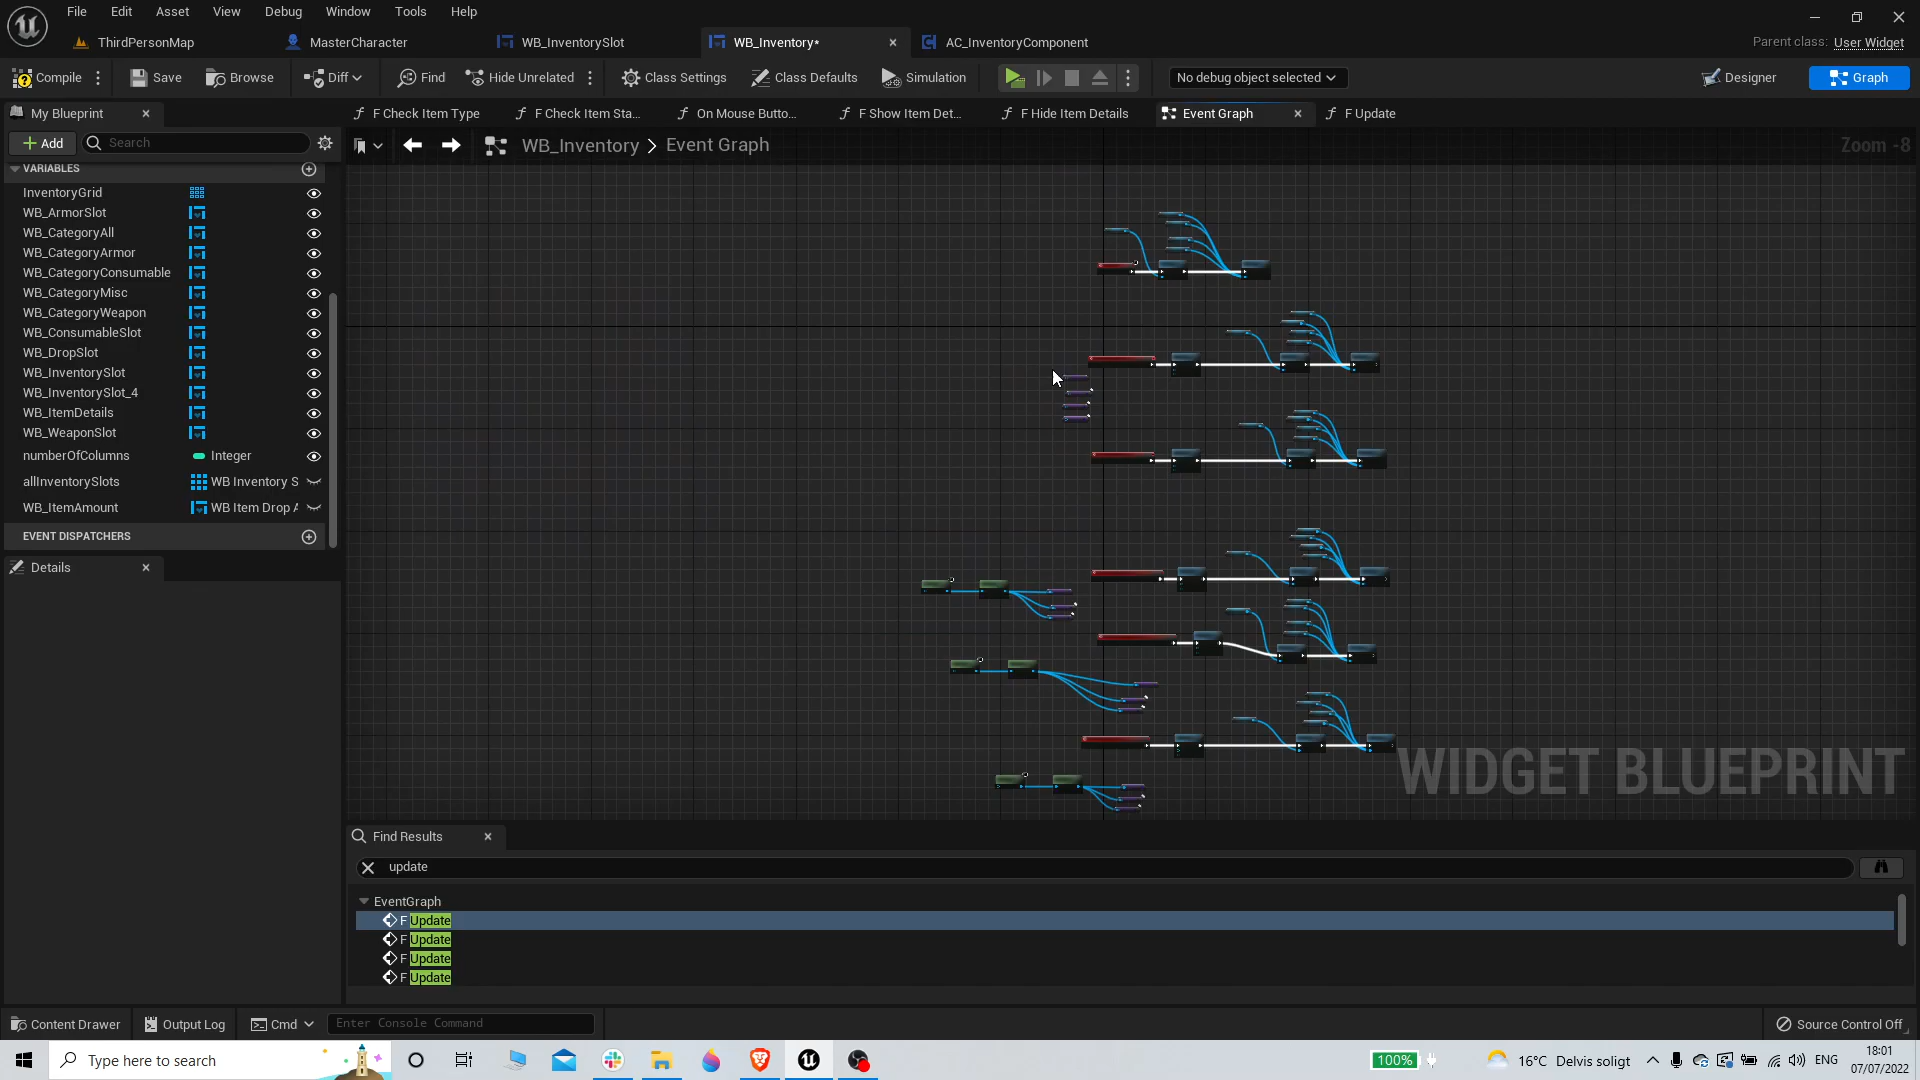 File Edit Asset View Debug Window Tools Help
ThirdPersonMap MasterCharacter WB_InventorySlot WB_Inventory* AC_InventoryComponent Parent class: User Widget
Compile Save Browse Diff Find Hide Unrelated Class Settings Class Defaults Simulation No debug object selected Designer Graph
My Blueprint F Check Item Type F Check Item Sta... On Mouse Butto... F Show Item Det... F Hide Item Details Event Graph F Update
Add Search WB_Inventory > Event Graph Zoom -8
VARIABLES
InventoryGrid
WB_ArmorSlot
WB_CategoryAll
WB_CategoryArmor
WB_CategoryConsumable
WB_CategoryMisc
WB_CategoryWeapon
WB_ConsumableSlot
WB_DropSlot
WB_InventorySlot
WB_InventorySlot_4
WB_ItemDetails
WB_WeaponSlot
numberOfColumns Integer
allInventorySlots WB Inventory S
WB_ItemAmount WB Item Drop A
EVENT DISPATCHERS
Details
WIDGET BLUEPRINT
Find Results
update
EventGraph
F Update
F Update
F Update
F Update
Content Drawer Output Log Cmd Enter Console Command Source Control Off
Type here to search 100% 16°C Delvis soligt ENG 18:01
07/07/2022